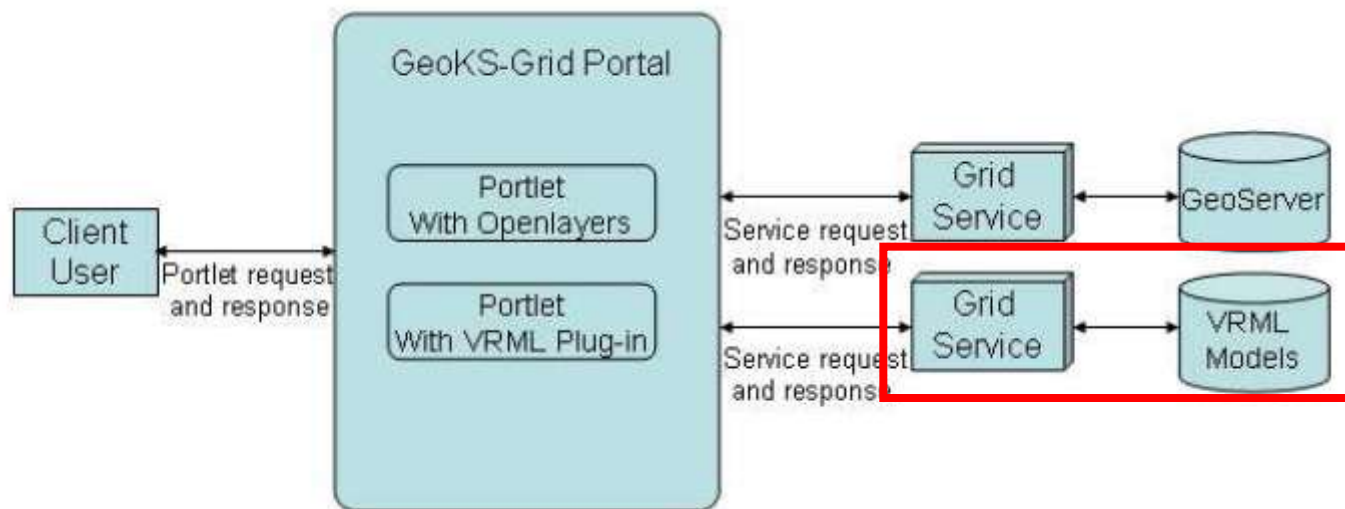 GeoKS-Grid Portal
Portlet
With Openlayers
Portlet
With VRML Plug-in
Client
User
Portlet request
and response
Service request
and response
Grid
Service
GeoServer
Service request
and response
Grid
Service
VRML
Models